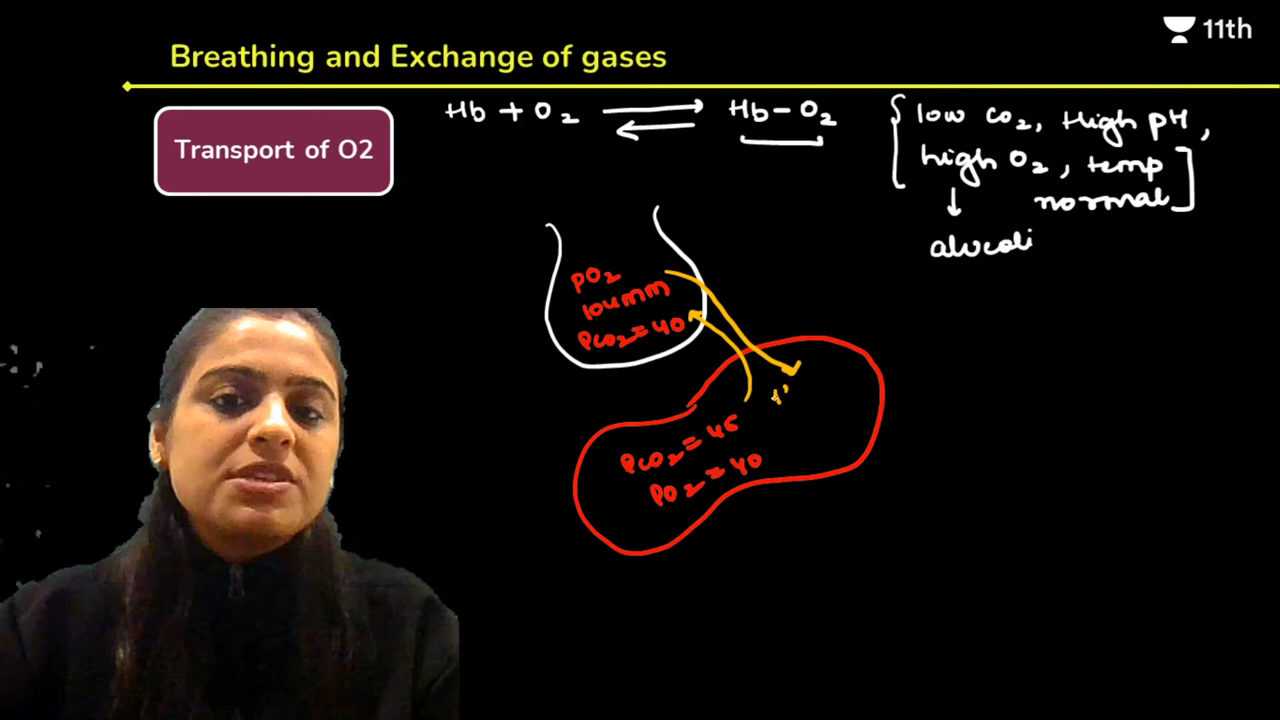 11th
Breathing and Exchange of gases
Transport of O2
Hb + O₂ ⇌ Hb-O₂
{ low CO₂, High pH,
high O₂, temp
normal ]
↓
alveoli
pO₂
104mm
pCO₂ = 40
pCO₂ = 45
pO₂ = 40